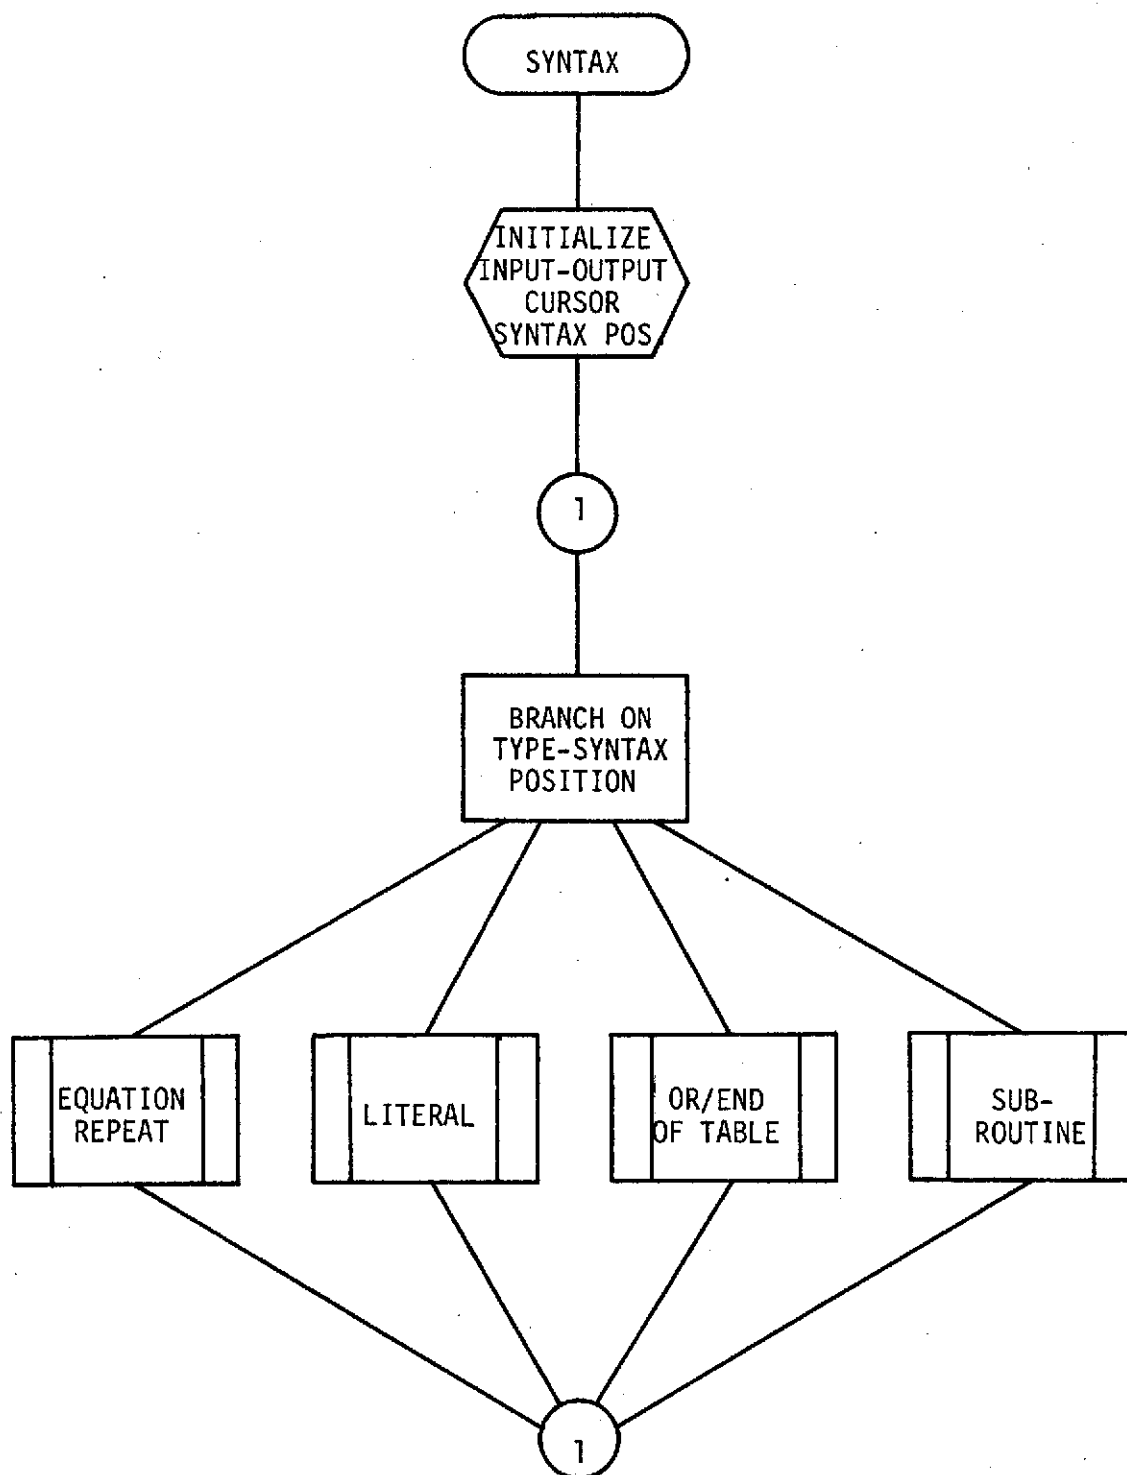 SYNTAX
INITIALIZE
INPUT-OUTPUT
CURSOR
SYNTAX POS.
1
BRANCH ON
TYPE-SYNTAX
POSITION
EQUATION
REPEAT
LITERAL
OR/END
OF TABLE
SUB-
ROUTINE
1